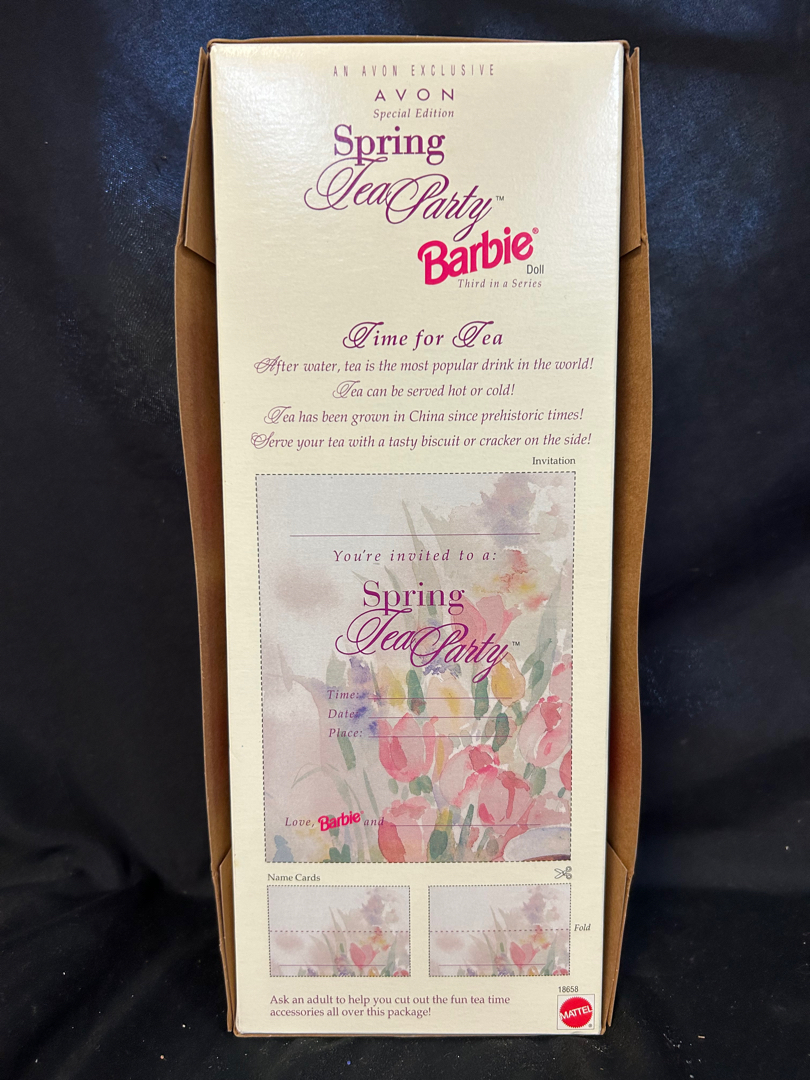 AN AVON EXCLUSIVE
AVON
Special Edition
Spring
Tea Party™
Barbie®
Doll
Third in a Series
Time for Tea
After water, tea is the most popular drink in the world!
Tea can be served hot or cold!
Tea has been grown in China since prehistoric times!
Serve your tea with a tasty biscuit or cracker on the side!
Invitation
You're invited to a:
Spring
Tea Party™
Time:
Date:
Place:
Love, Barbie® and
Name Cards
Fold
Ask an adult to help you cut out the fun tea time
accessories all over this package!
18658
MATTEL
®